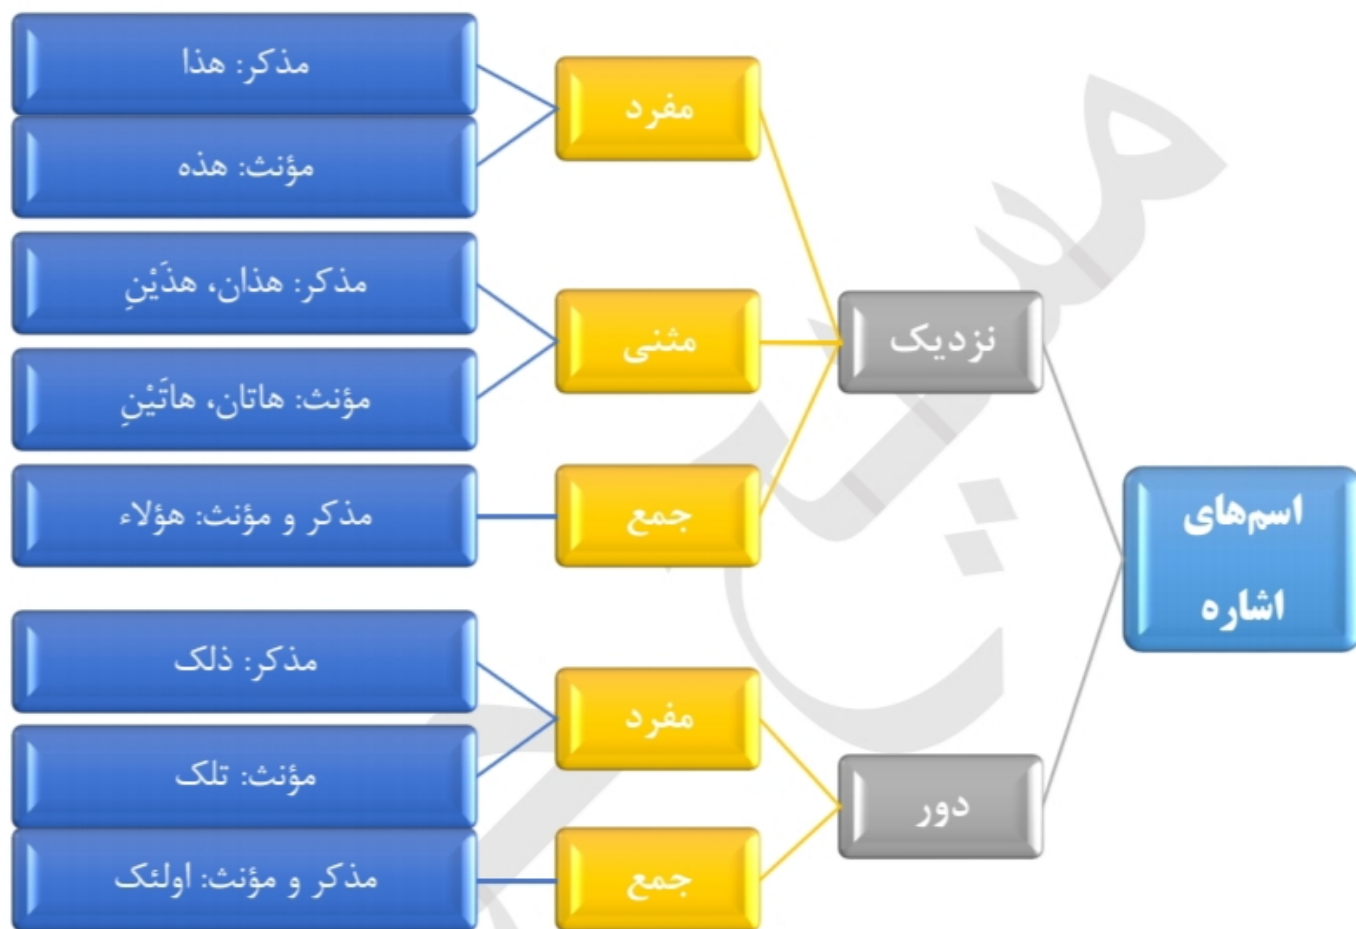 اسم‌های
اشاره
نزدیک
مفرد
مذکر: هذا
مؤنث: هذه
مثنی
مذکر: هذان، هذَیْنِ
مؤنث: هاتان، هاتَیْنِ
جمع
مذکر و مؤنث: هؤلاء
دور
مفرد
مذکر: ذلک
مؤنث: تلک
جمع
مذکر و مؤنث: اولئک